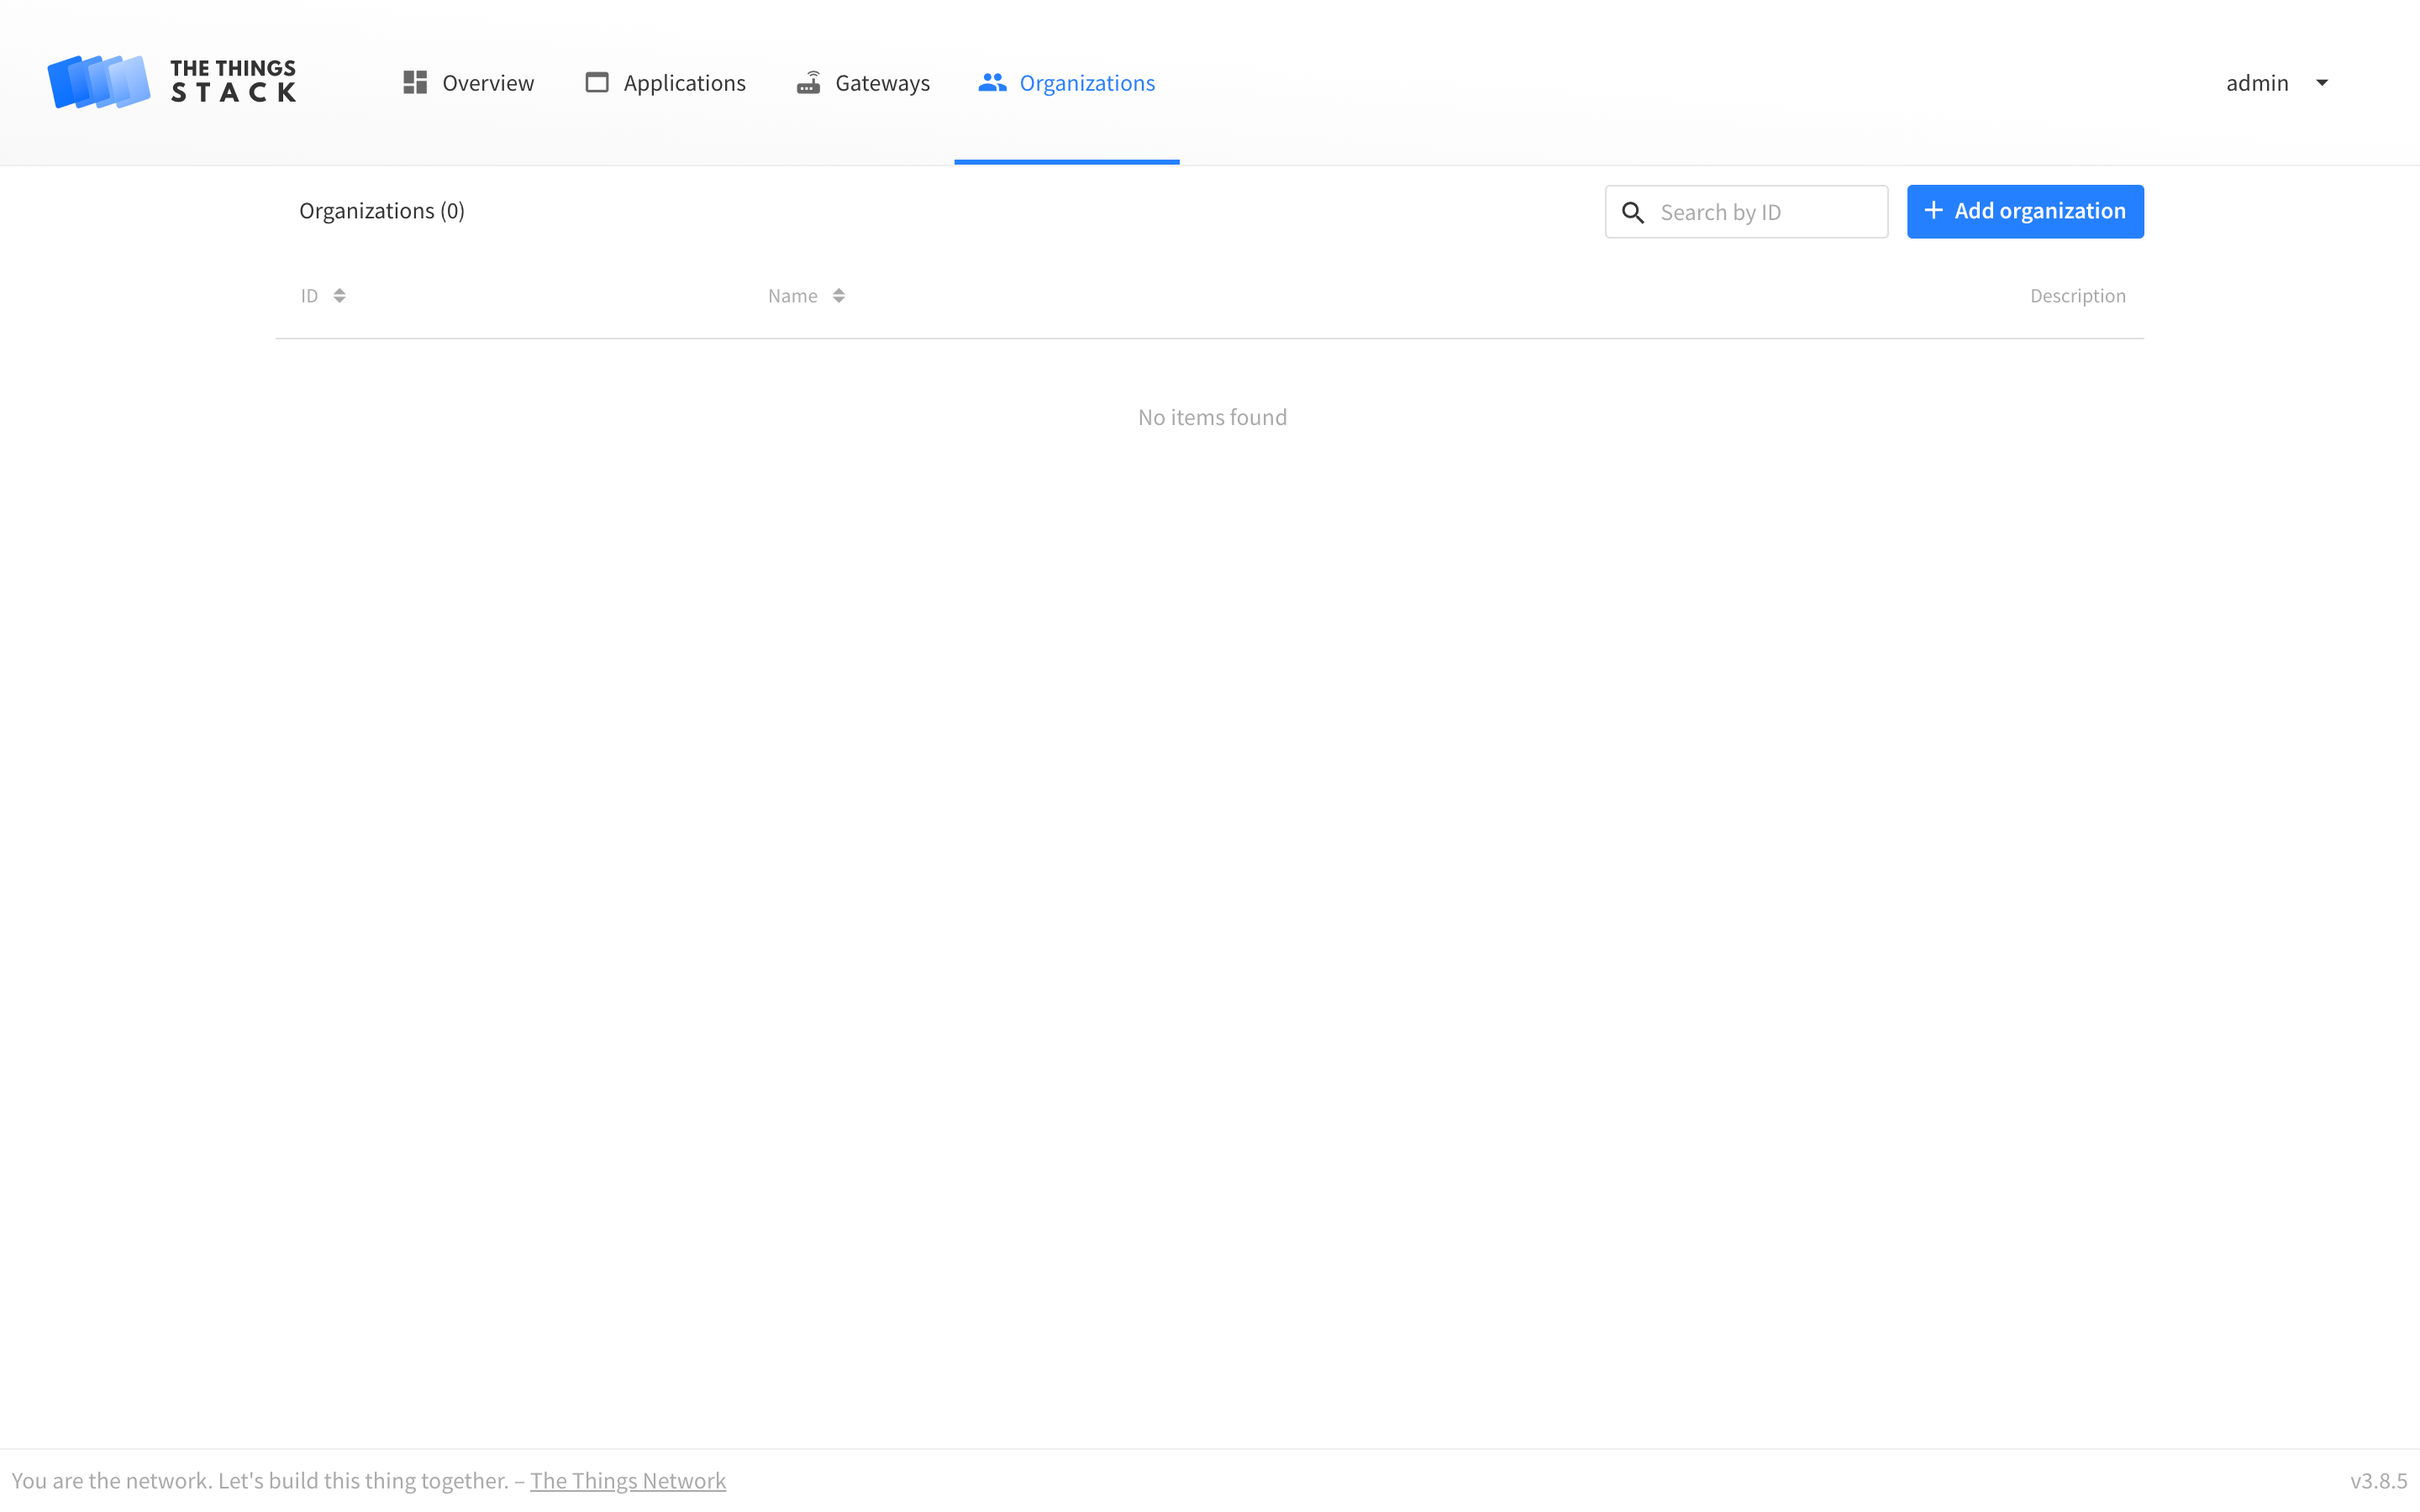 THE THINGS
STACK
Overview
Applications
Gateways
Organizations
admin
Organizations (0)
Search by ID
Add organization
ID
Name
Description
No items found
You are the network. Let's build this thing together. – The Things Network
v3.8.5